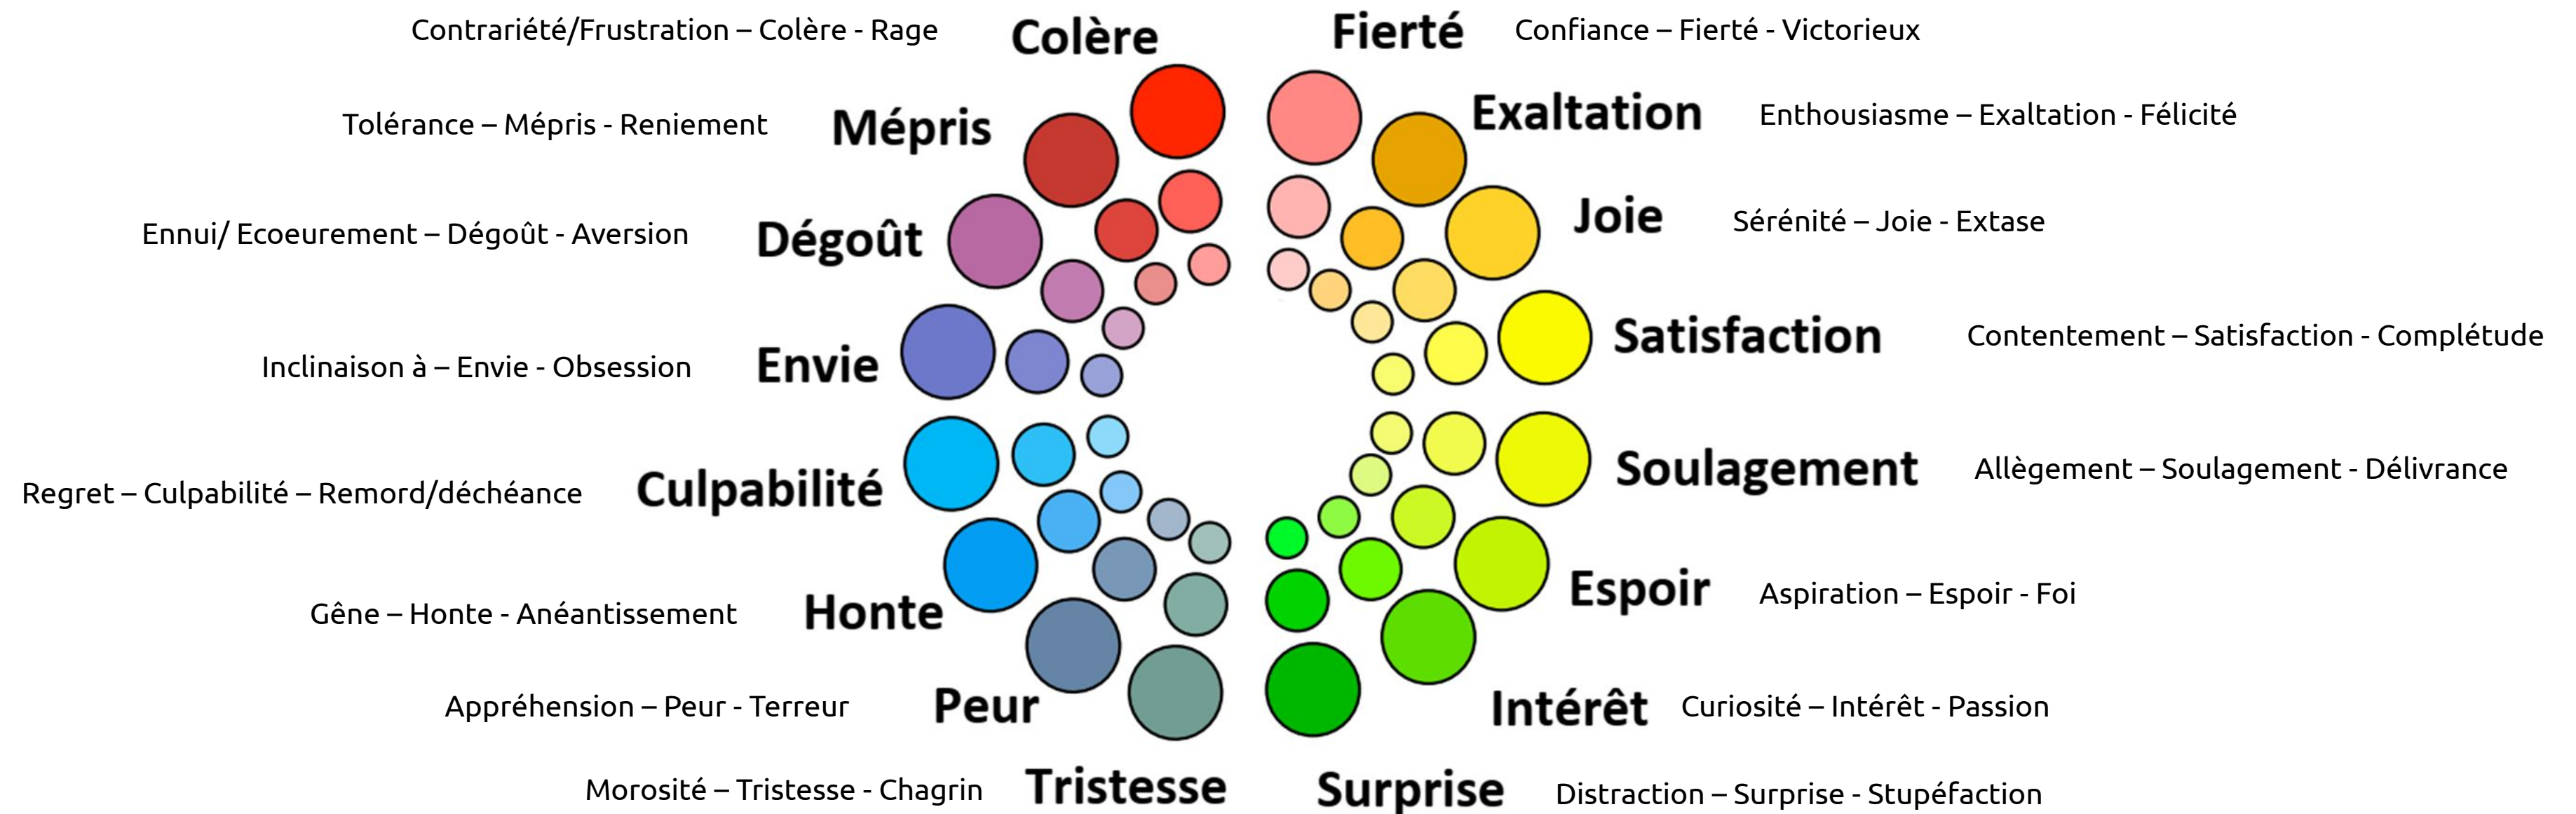 Contrariété/Frustration – Colère - Rage
Colère
Fierté
Confiance – Fierté - Victorieux
Tolérance – Mépris - Reniement
Mépris
Exaltation
Enthousiasme – Exaltation - Félicité
Ennui/ Ecoeurement – Dégoût - Aversion
Dégoût
Joie
Sérénité – Joie - Extase
Inclinaison à – Envie - Obsession
Envie
Satisfaction
Contentement – Satisfaction - Complétude
Regret – Culpabilité – Remord/déchéance
Culpabilité
Soulagement
Allègement – Soulagement - Délivrance
Gêne – Honte - Anéantissement
Honte
Espoir
Aspiration – Espoir - Foi
Appréhension – Peur - Terreur
Peur
Intérêt
Curiosité – Intérêt - Passion
Morosité – Tristesse - Chagrin
Tristesse
Surprise
Distraction – Surprise - Stupéfaction